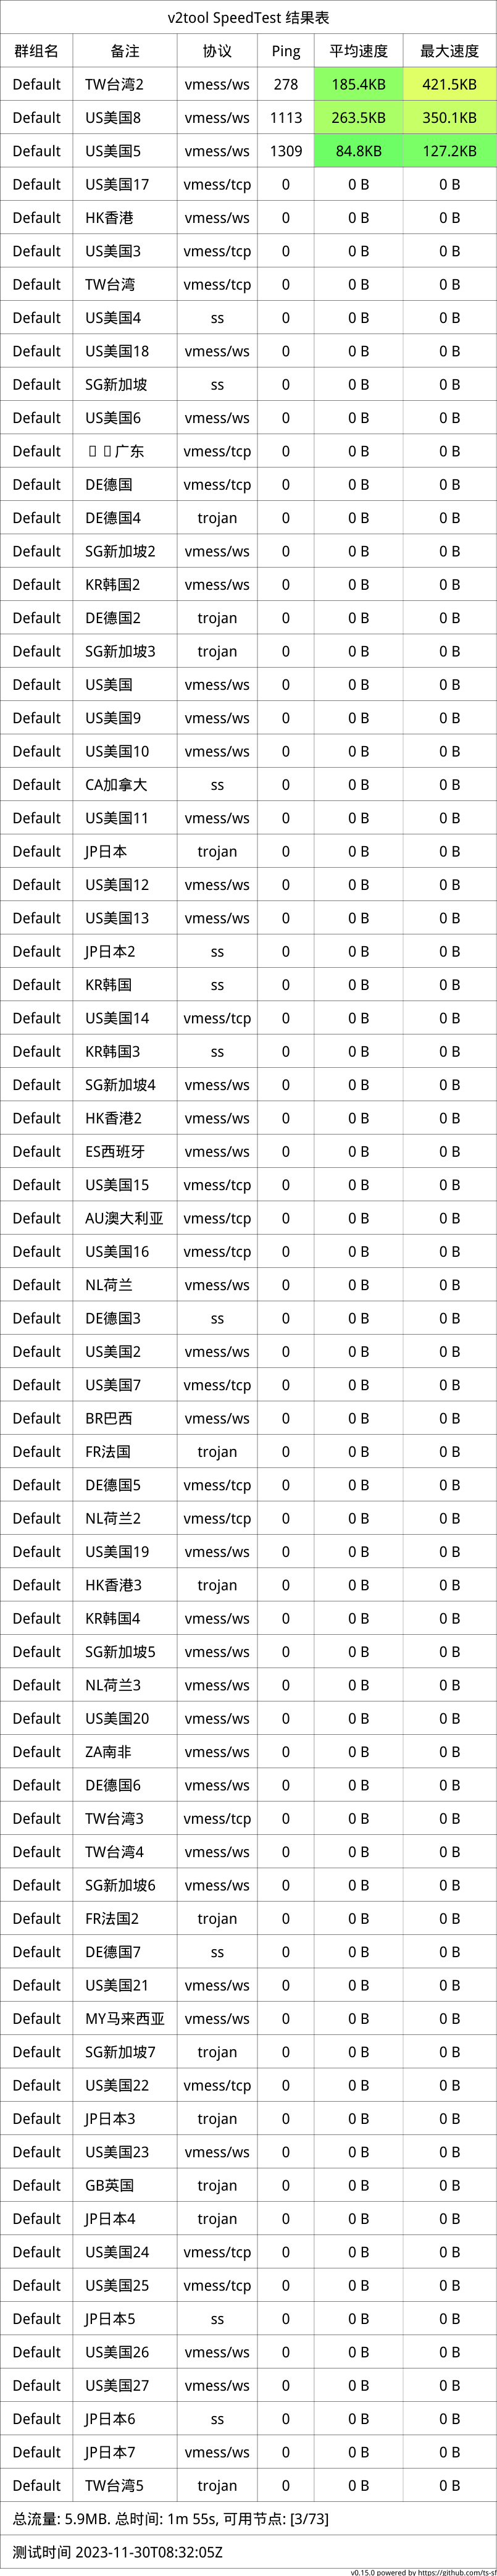 v2tool SpeedTest 结果表
群组名 备注 协议 Ping 平均速度 最大速度
Default TW台湾2 vmess/ws 278 185.4KB 421.5KB
Default US美国8 vmess/ws 1113 263.5KB 350.1KB
Default US美国5 vmess/ws 1309 84.8KB 127.2KB
Default US美国17 vmess/tcp 0 0 B 0 B
Default HK香港 vmess/ws 0 0 B 0 B
Default US美国3 vmess/tcp 0 0 B 0 B
Default TW台湾 vmess/tcp 0 0 B 0 B
Default US美国4 ss 0 0 B 0 B
Default US美国18 vmess/ws 0 0 B 0 B
Default SG新加坡 ss 0 0 B 0 B
Default US美国6 vmess/ws 0 0 B 0 B
Default 广东 vmess/tcp 0 0 B 0 B
Default DE德国 vmess/tcp 0 0 B 0 B
Default DE德国4 trojan 0 0 B 0 B
Default SG新加坡2 vmess/ws 0 0 B 0 B
Default KR韩国2 vmess/ws 0 0 B 0 B
Default DE德国2 trojan 0 0 B 0 B
Default SG新加坡3 trojan 0 0 B 0 B
Default US美国 vmess/ws 0 0 B 0 B
Default US美国9 vmess/ws 0 0 B 0 B
Default US美国10 vmess/ws 0 0 B 0 B
Default CA加拿大 ss 0 0 B 0 B
Default US美国11 vmess/ws 0 0 B 0 B
Default JP日本 trojan 0 0 B 0 B
Default US美国12 vmess/ws 0 0 B 0 B
Default US美国13 vmess/ws 0 0 B 0 B
Default JP日本2 ss 0 0 B 0 B
Default KR韩国 ss 0 0 B 0 B
Default US美国14 vmess/tcp 0 0 B 0 B
Default KR韩国3 ss 0 0 B 0 B
Default SG新加坡4 vmess/ws 0 0 B 0 B
Default HK香港2 vmess/ws 0 0 B 0 B
Default ES西班牙 vmess/ws 0 0 B 0 B
Default US美国15 vmess/tcp 0 0 B 0 B
Default AU澳大利亚 vmess/tcp 0 0 B 0 B
Default US美国16 vmess/tcp 0 0 B 0 B
Default NL荷兰 vmess/ws 0 0 B 0 B
Default DE德国3 ss 0 0 B 0 B
Default US美国2 vmess/ws 0 0 B 0 B
Default US美国7 vmess/tcp 0 0 B 0 B
Default BR巴西 vmess/ws 0 0 B 0 B
Default FR法国 trojan 0 0 B 0 B
Default DE德国5 vmess/tcp 0 0 B 0 B
Default NL荷兰2 vmess/tcp 0 0 B 0 B
Default US美国19 vmess/ws 0 0 B 0 B
Default HK香港3 trojan 0 0 B 0 B
Default KR韩国4 vmess/ws 0 0 B 0 B
Default SG新加坡5 vmess/ws 0 0 B 0 B
Default NL荷兰3 vmess/ws 0 0 B 0 B
Default US美国20 vmess/ws 0 0 B 0 B
Default ZA南非 vmess/ws 0 0 B 0 B
Default DE德国6 vmess/ws 0 0 B 0 B
Default TW台湾3 vmess/tcp 0 0 B 0 B
Default TW台湾4 vmess/ws 0 0 B 0 B
Default SG新加坡6 vmess/ws 0 0 B 0 B
Default FR法国2 trojan 0 0 B 0 B
Default DE德国7 ss 0 0 B 0 B
Default US美国21 vmess/ws 0 0 B 0 B
Default MY马来西亚 vmess/ws 0 0 B 0 B
Default SG新加坡7 trojan 0 0 B 0 B
Default US美国22 vmess/tcp 0 0 B 0 B
Default JP日本3 trojan 0 0 B 0 B
Default US美国23 vmess/ws 0 0 B 0 B
Default GB英国 trojan 0 0 B 0 B
Default JP日本4 trojan 0 0 B 0 B
Default US美国24 vmess/tcp 0 0 B 0 B
Default US美国25 vmess/tcp 0 0 B 0 B
Default JP日本5 ss 0 0 B 0 B
Default US美国26 vmess/ws 0 0 B 0 B
Default US美国27 vmess/ws 0 0 B 0 B
Default JP日本6 ss 0 0 B 0 B
Default JP日本7 vmess/ws 0 0 B 0 B
Default TW台湾5 trojan 0 0 B 0 B
总流量: 5.9MB. 总时间: 1m 55s, 可用节点: [3/73]
测试时间 2023-11-30T08:32:05Z
v0.15.0 powered by https://github.com/ts-sf